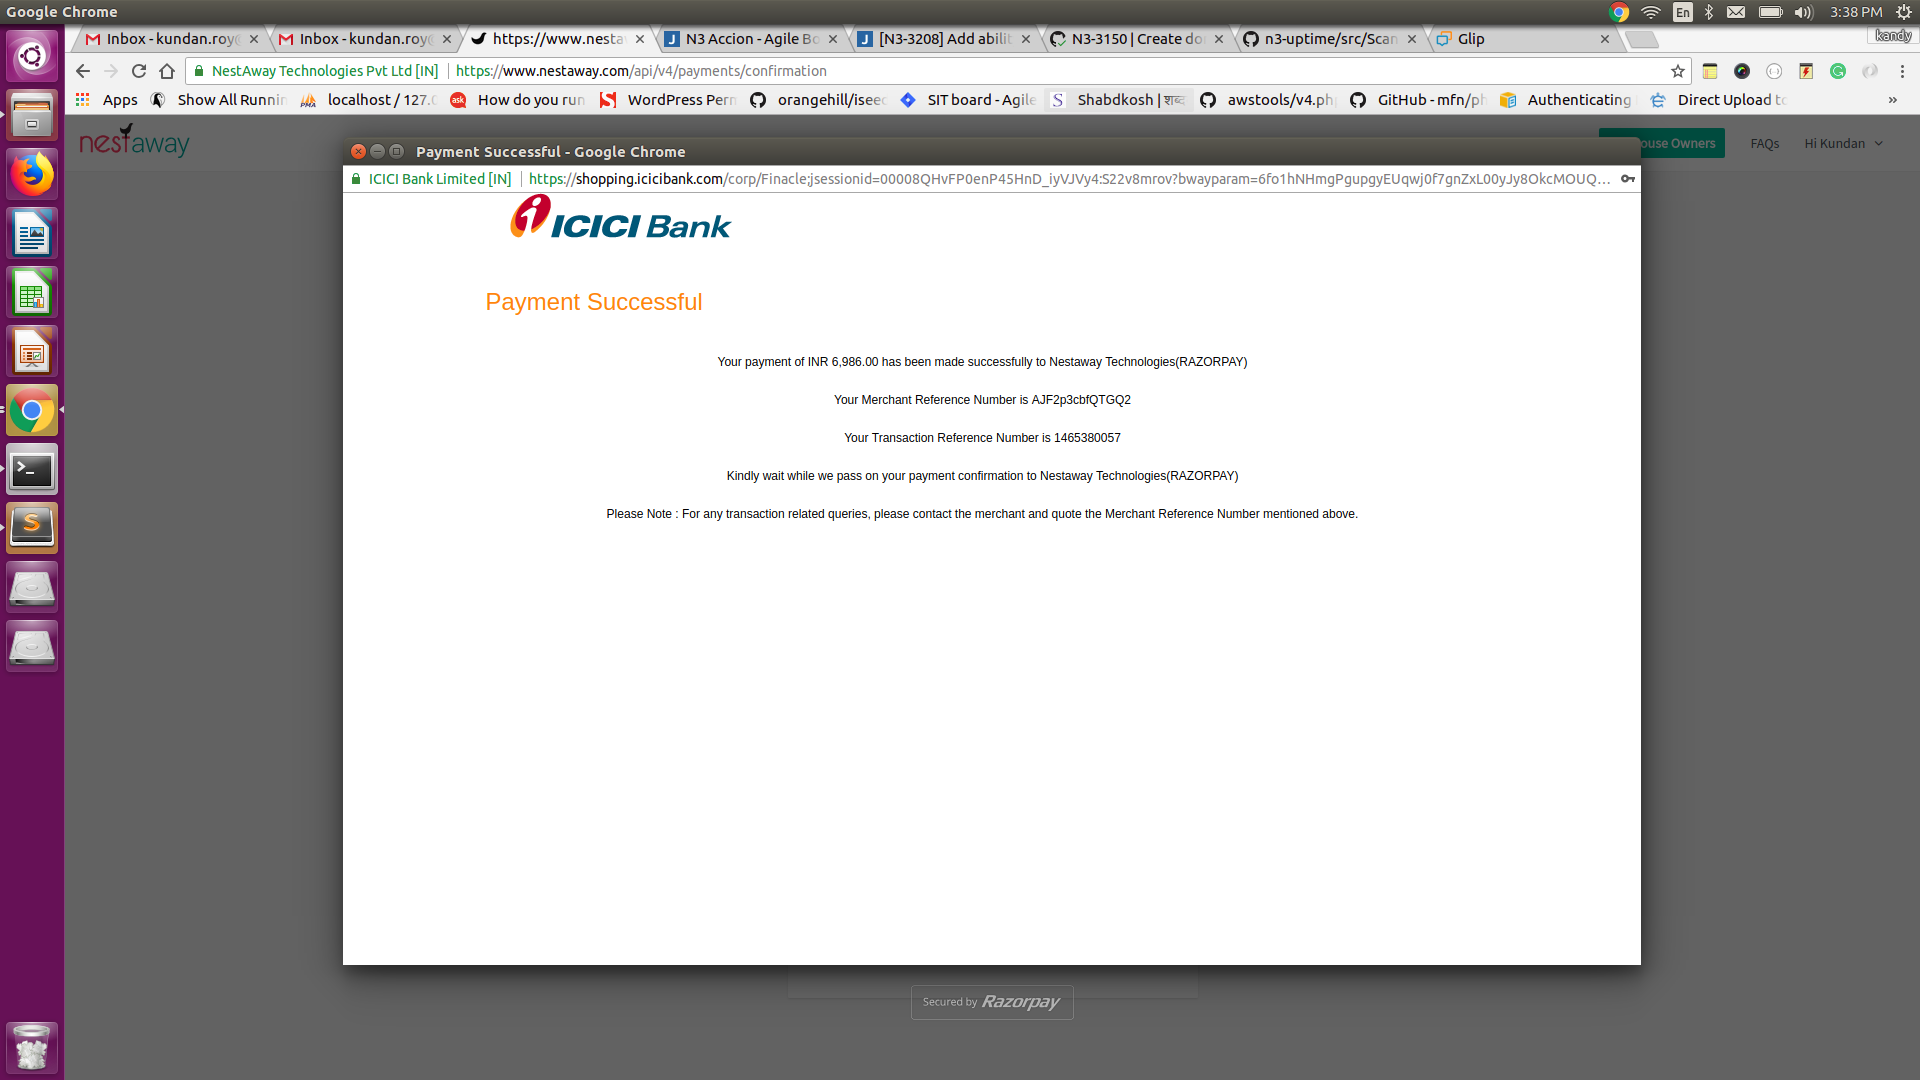 Google Chrome
En
3:38 PM
Inbox - kundan.roy@
Inbox - kundan.roy@
https://www.nesta
N3 Accion - Agile Bo
[N3-3208] Add abilit
N3-3150 | Create do
n3-uptime/src/Scan
Glip
kandy
NestAway Technologies Pvt Ltd [IN]
https://www.nestaway.com/api/v4/payments/confirmation
Apps
Show All Runnin
localhost / 127.0
How do you run
WordPress Perm
orangehill/iseed
SIT board - Agile
Shabdkosh | शब्द
awstools/v4.php
GitHub - mfn/ph
Authenticating
Direct Upload to
»
nestaway
ouse Owners
FAQs
Hi Kundan
Payment Successful - Google Chrome
ICICI Bank Limited [IN]
https://shopping.icicibank.com/corp/Finacle;jsessionid=00008QHvFP0enP45HnD_iyVJVy4:S22v8mrov?bwayparam=6fo1hNHmgPgupgyEUqwj0f7gnZxL00yJy8OkcMOUQ...
ICICI Bank
Payment Successful
Your payment of INR 6,986.00 has been made successfully to Nestaway Technologies(RAZORPAY)
Your Merchant Reference Number is AJF2p3cbfQTGQ2
Your Transaction Reference Number is 1465380057
Kindly wait while we pass on your payment confirmation to Nestaway Technologies(RAZORPAY)
Please Note : For any transaction related queries, please contact the merchant and quote the Merchant Reference Number mentioned above.
Secured by Razorpay